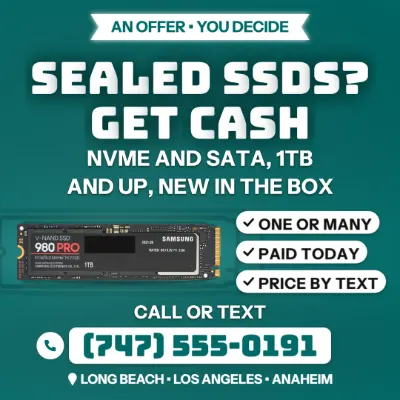 AN OFFER • YOU DECIDE
SEALED SSDS?
GET CASH
NVME AND SATA, 1TB
AND UP, NEW IN THE BOX
V-NAND SSD
980 PRO
SAMSUNG
1TB
ONE OR MANY
PAID TODAY
PRICE BY TEXT
CALL OR TEXT
(747) 555-0191
LONG BEACH • LOS ANGELES • ANAHEIM